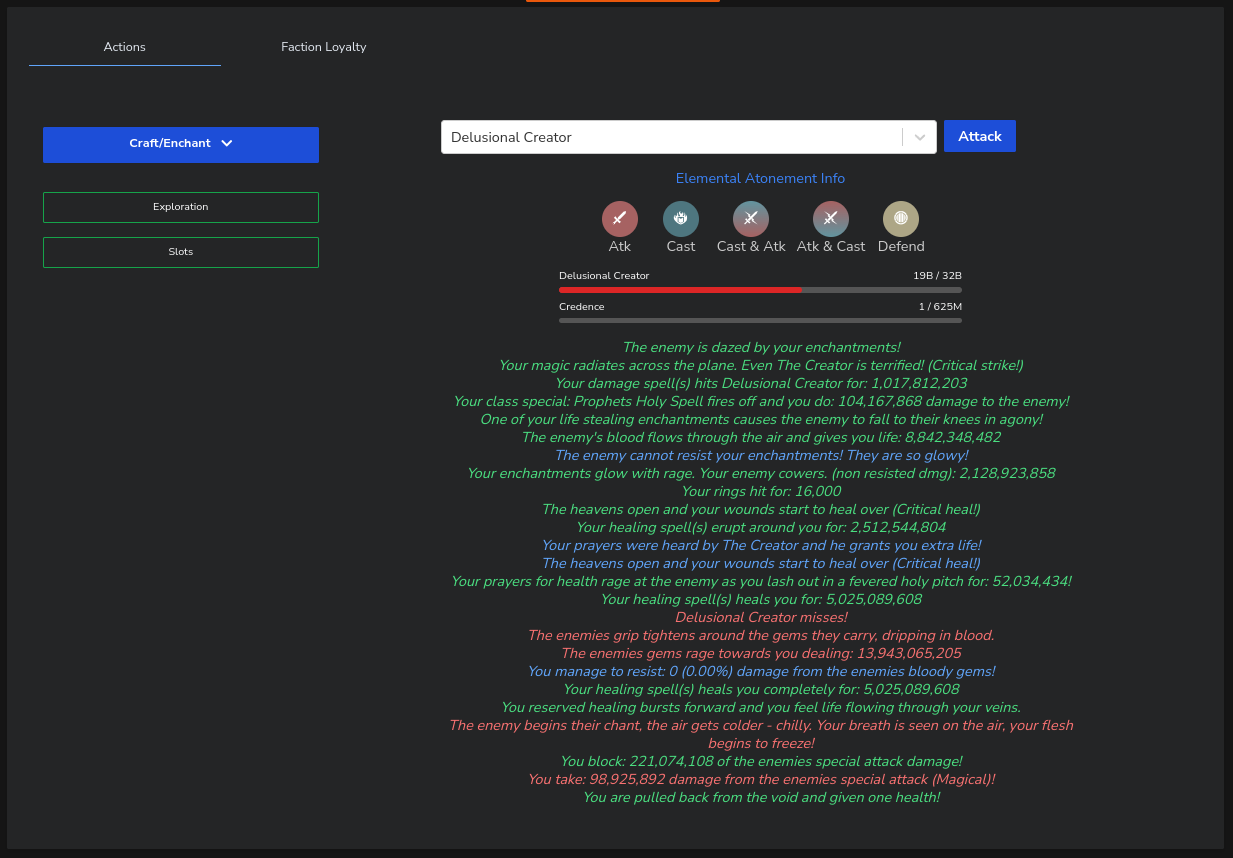 Actions
Faction Loyalty
Craft/Enchant
Exploration
Slots
Delusional Creator
Attack
Elemental Atonement Info
Atk
Cast
Cast & Atk
Atk & Cast
Defend
Delusional Creator
19B / 32B
Credence
1 / 625M
The enemy is dazed by your enchantments!
Your magic radiates across the plane. Even The Creator is terrified! (Critical strike!)
Your damage spell(s) hits Delusional Creator for: 1,017,812,203
Your class special: Prophets Holy Spell fires off and you do: 104,167,868 damage to the enemy!
One of your life stealing enchantments causes the enemy to fall to their knees in agony!
The enemy's blood flows through the air and gives you life: 8,842,348,482
The enemy cannot resist your enchantments! They are so glowy!
Your enchantments glow with rage. Your enemy cowers. (non resisted dmg): 2,128,923,858
Your rings hit for: 16,000
The heavens open and your wounds start to heal over (Critical heal!)
Your healing spell(s) erupt around you for: 2,512,544,804
Your prayers were heard by The Creator and he grants you extra life!
The heavens open and your wounds start to heal over (Critical heal!)
Your prayers for health rage at the enemy as you lash out in a fevered holy pitch for: 52,034,434!
Your healing spell(s) heals you for: 5,025,089,608
Delusional Creator misses!
The enemies grip tightens around the gems they carry, dripping in blood.
The enemies gems rage towards you dealing: 13,943,065,205
You manage to resist: 0 (0.00%) damage from the enemies bloody gems!
Your healing spell(s) heals you completely for: 5,025,089,608
You reserved healing bursts forward and you feel life flowing through your veins.
The enemy begins their chant, the air gets colder - chilly. Your breath is seen on the air, your flesh
begins to freeze!
You block: 221,074,108 of the enemies special attack damage!
You take: 98,925,892 damage from the enemies special attack (Magical)!
You are pulled back from the void and given one health!